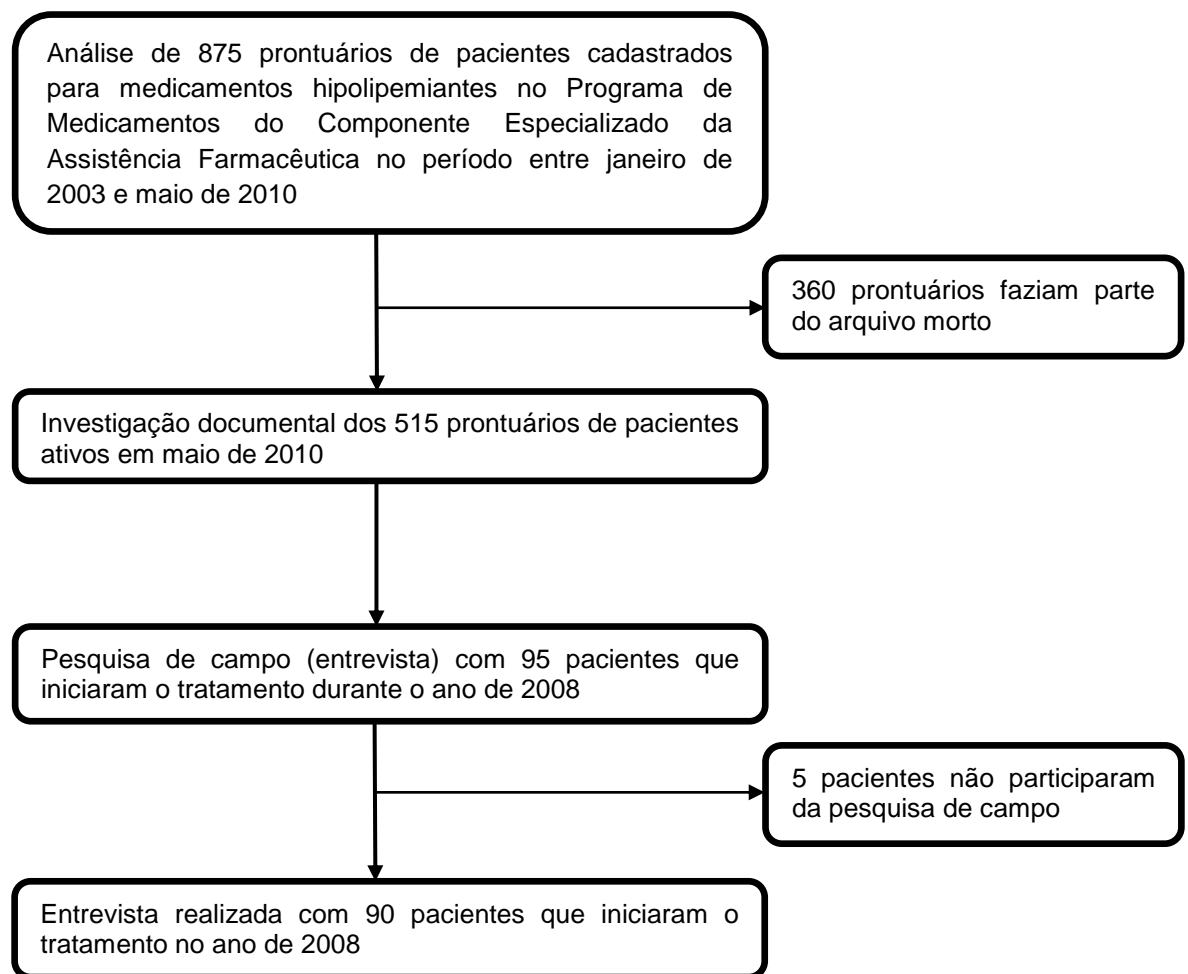 Análise de 875 prontuários de pacientes cadastrados
para medicamentos hipolipemiantes no Programa de
Medicamentos do Componente Especializado da
Assistência Farmacêutica no período entre janeiro de
2003 e maio de 2010
360 prontuários faziam parte
do arquivo morto
Investigação documental dos 515 prontuários de pacientes
ativos em maio de 2010
Pesquisa de campo (entrevista) com 95 pacientes que
iniciaram o tratamento durante o ano de 2008
5 pacientes não participaram
da pesquisa de campo
Entrevista realizada com 90 pacientes que iniciaram o
tratamento no ano de 2008